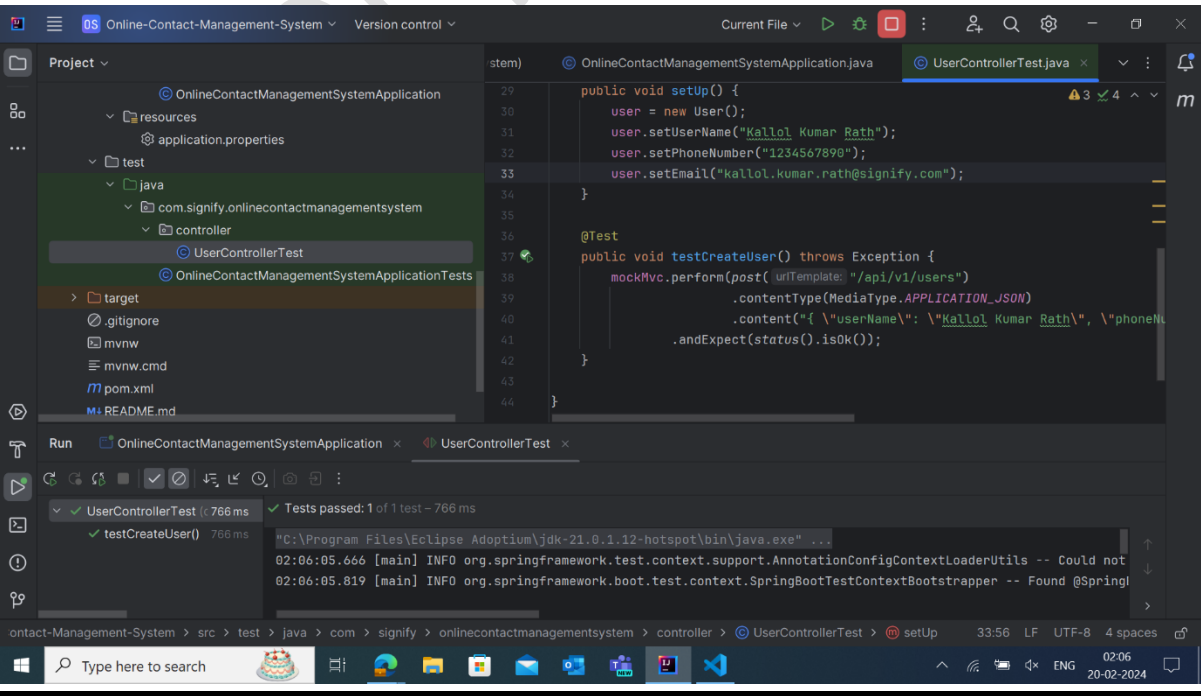 OS Online-Contact-Management-System Version control Current File
Project
stem) OnlineContactManagementSystemApplication.java UserControllerTest.java
OnlineContactManagementSystemApplication
resources
application.properties
test
java
com.signify.onlinecontactmanagementsystem
controller
UserControllerTest
OnlineContactManagementSystemApplicationTests
target
.gitignore
mvnw
mvnw.cmd
pom.xml
README.md
3 4
29 public void setUp() {
30 user = new User();
31 user.setUserName("Kallol Kumar Rath");
32 user.setPhoneNumber("1234567890");
33 user.setEmail("kallol.kumar.rath@signify.com");
34 }
35
36 @Test
37 public void testCreateUser() throws Exception {
38 mockMvc.perform(post( urlTemplate: "/api/v1/users")
39 .contentType(MediaType.APPLICATION_JSON)
40 .content("{ \"userName\": \"Kallol Kumar Rath\", \"phoneNu
41 .andExpect(status().isOk());
42 }
43
44 }
Run OnlineContactManagementSystemApplication UserControllerTest
UserControllerTest (c 766 ms
testCreateUser() 766 ms
Tests passed: 1 of 1 test – 766 ms
"C:\Program Files\Eclipse Adoptium\jdk-21.0.1.12-hotspot\bin\java.exe" ...
02:06:05.666 [main] INFO org.springframework.test.context.support.AnnotationConfigContextLoaderUtils -- Could not
02:06:05.819 [main] INFO org.springframework.boot.test.context.SpringBootTestContextBootstrapper -- Found @Spring
ontact-Management-System > src > test > java > com > signify > onlinecontactmanagementsystem > controller > UserControllerTest > setUp 33:56 LF UTF-8 4 spaces
Type here to search
NEW
ENG
02:06
20-02-2024